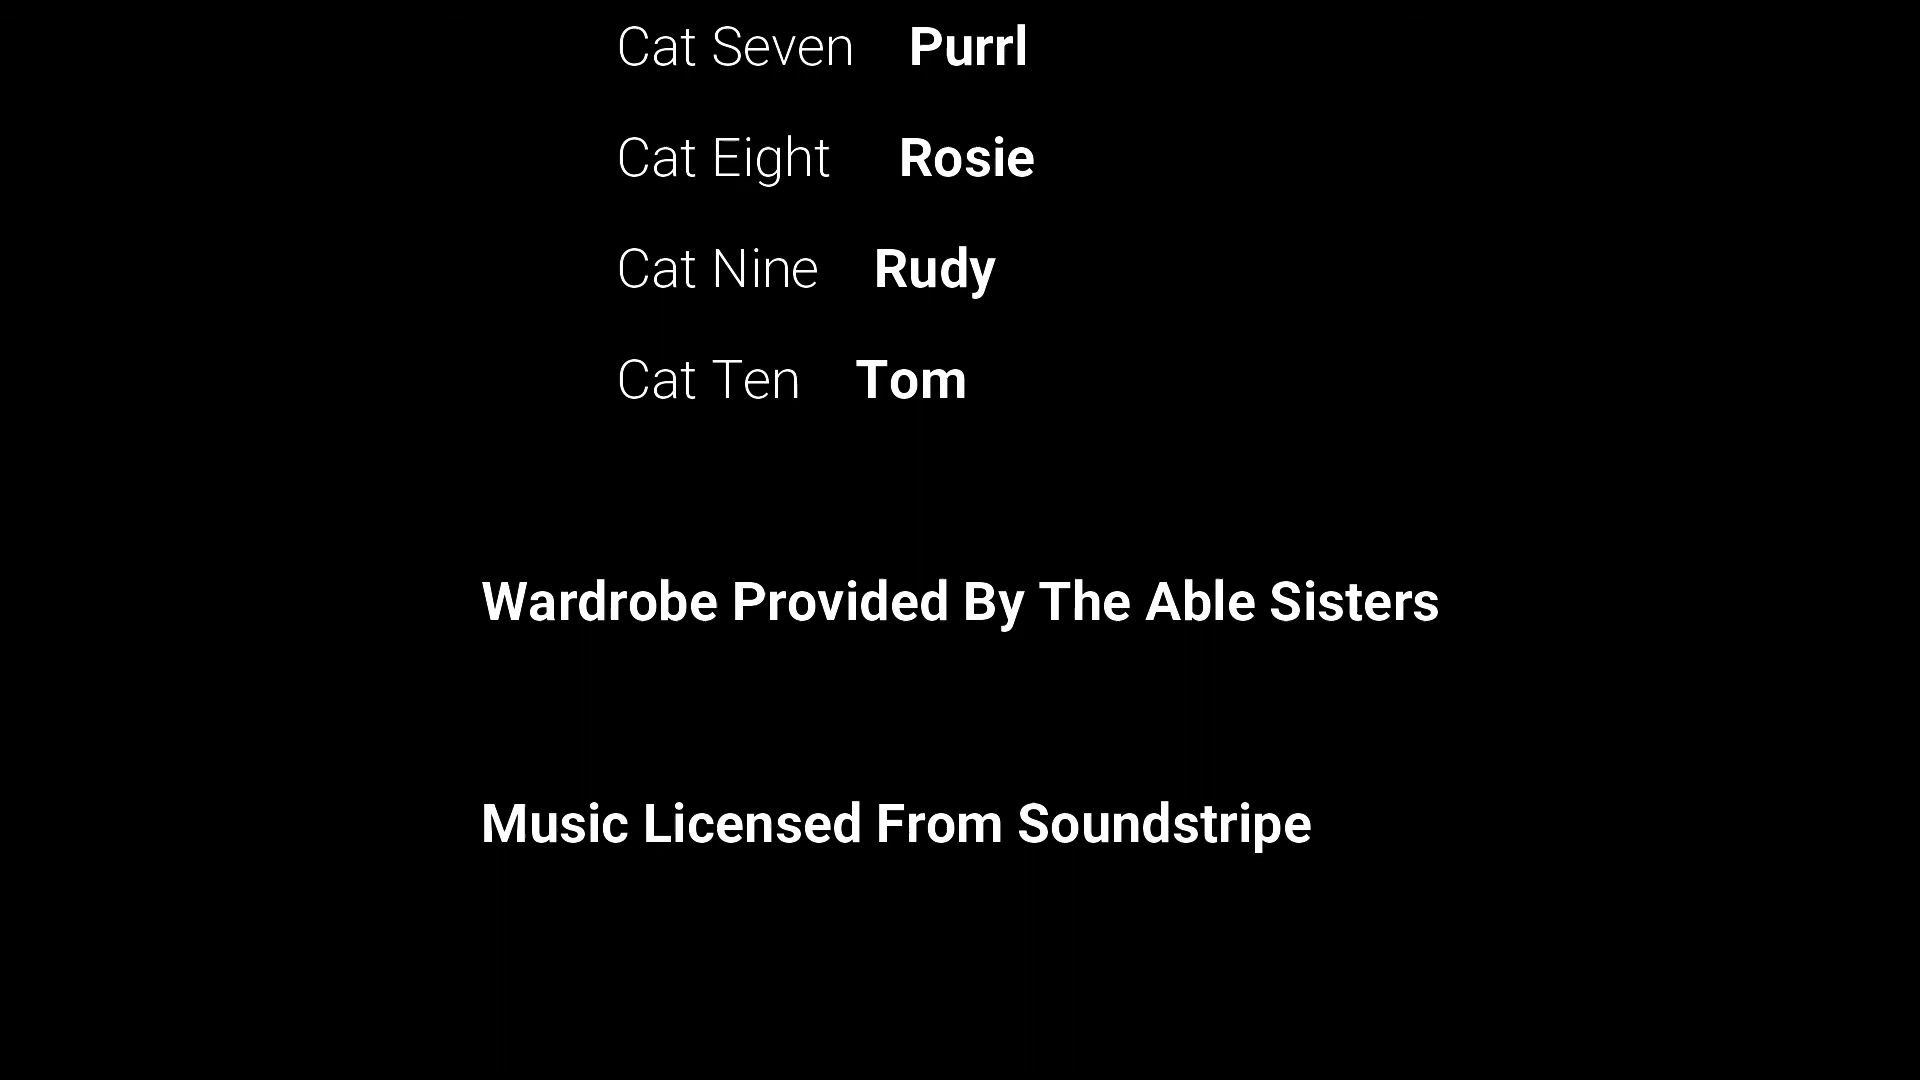 Cat Seven Purrl
Cat Eight Rosie
Cat Nine Rudy
Cat Ten Tom
Wardrobe Provided By The Able Sisters
Music Licensed From Soundstripe